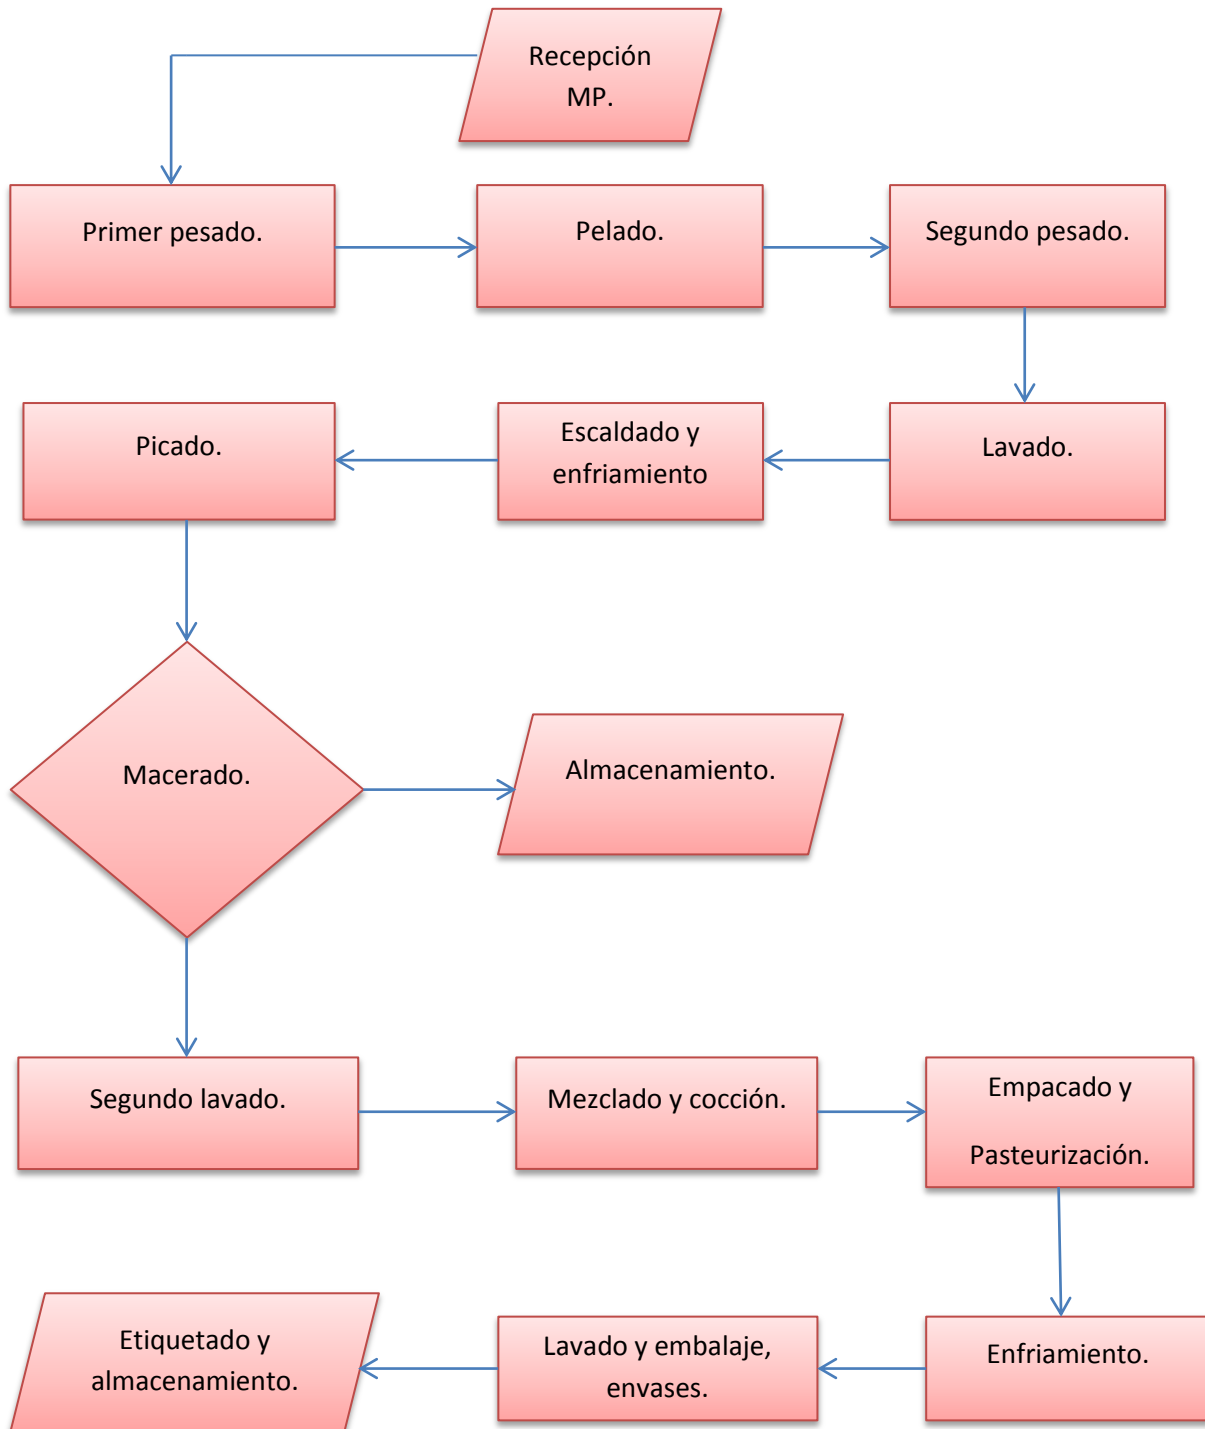 Recepción
MP.
Primer pesado.
Pelado.
Segundo pesado.
Lavado.
Escaldado y
enfriamiento
Picado.
Macerado.
Almacenamiento.
Segundo lavado.
Mezclado y cocción.
Empacado y
Pasteurización.
Enfriamiento.
Lavado y embalaje,
envases.
Etiquetado y
almacenamiento.